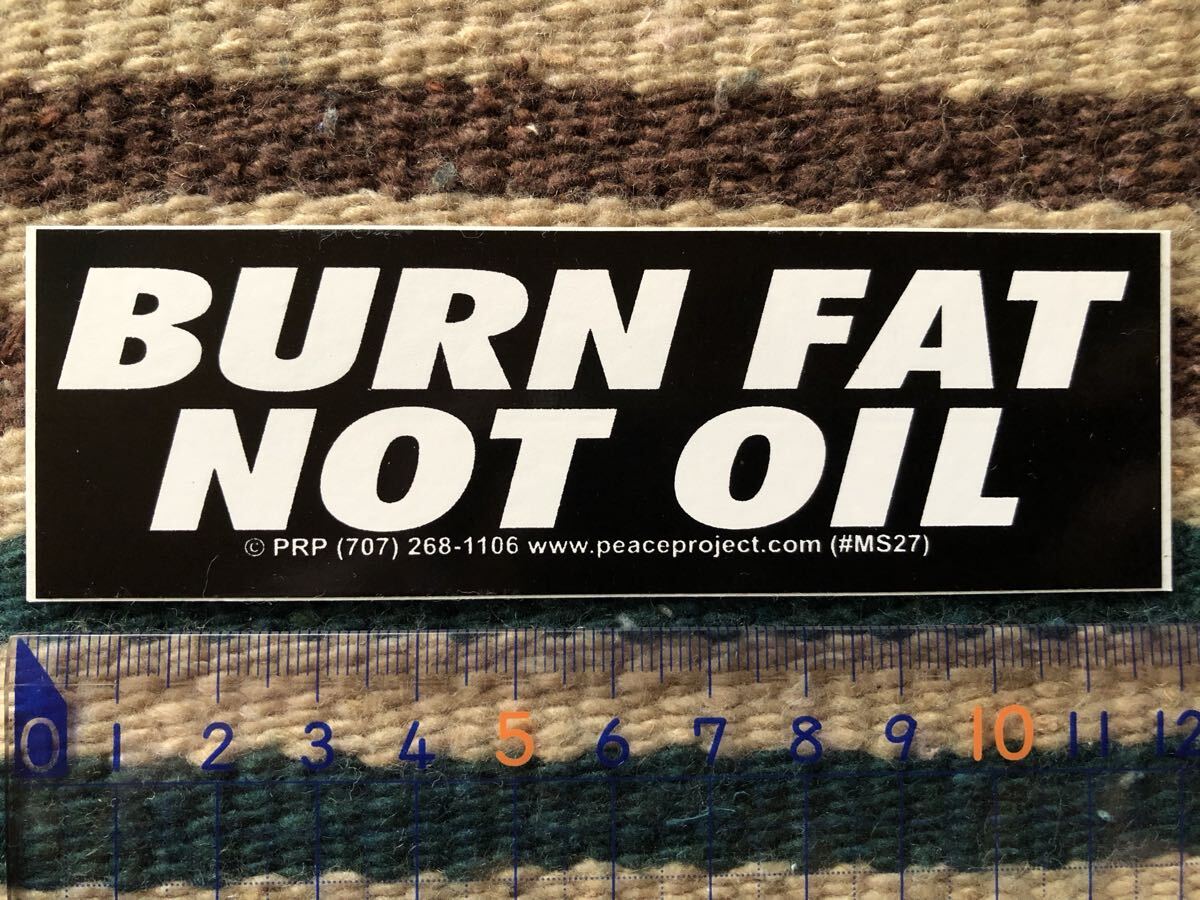 BURN FAT
NOT OIL
© PRP (707) 268-1106 www.peaceproject.com (#MS27)
0 1 2 3 4 5 6 7 8 9 10 11 12